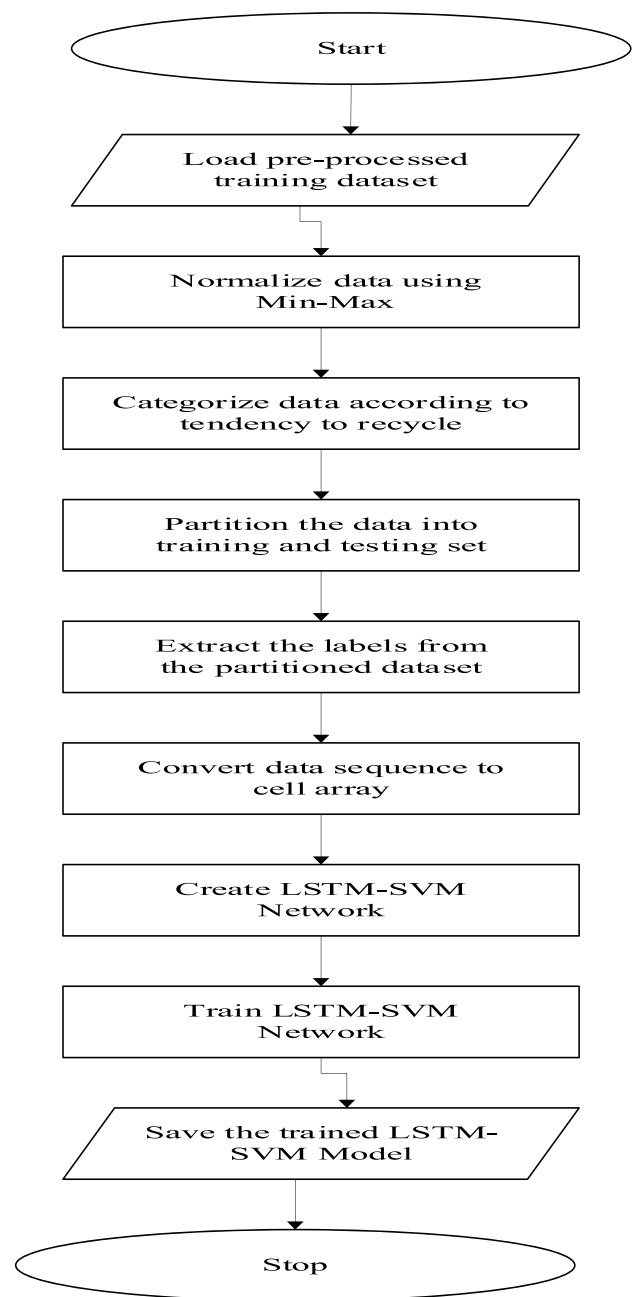 Start
Load pre-processed
training dataset
Normalize data using
Min-Max
Categorize data according to
tendency to recycle
Partition the data into
training and testing set
Extract the labels from
the partitioned dataset
Convert data sequence to
cell array
Create LSTM-SVM
Network
Train LSTM-SVM
Network
Save the trained LSTM-
SVM Model
Stop